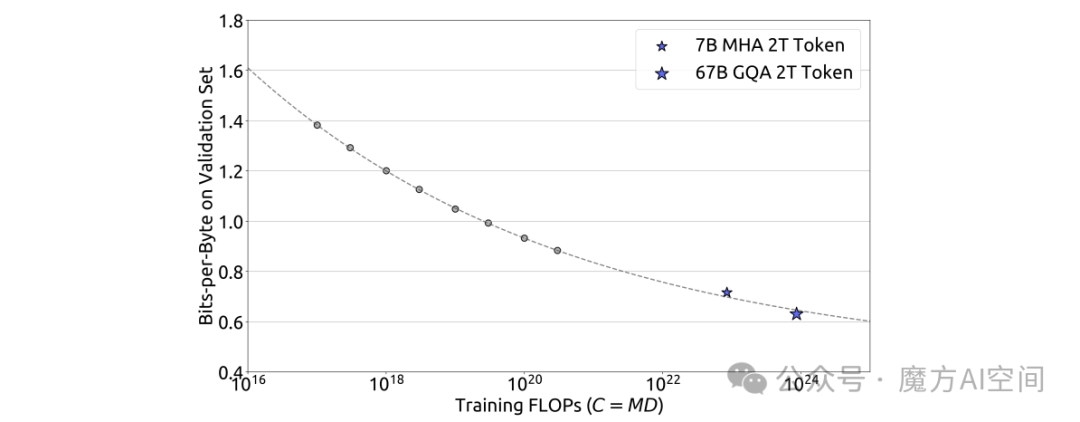 1.8
1.6
1.4
1.2
1.0
0.8
0.6
0.4
Bits-per-Byte on Validation Set
7B MHA 2T Token
67B GQA 2T Token
10^16 10^18 10^20 10^22 10^24
Training FLOPs (C = MD)
公众号 · 魔方AI空间